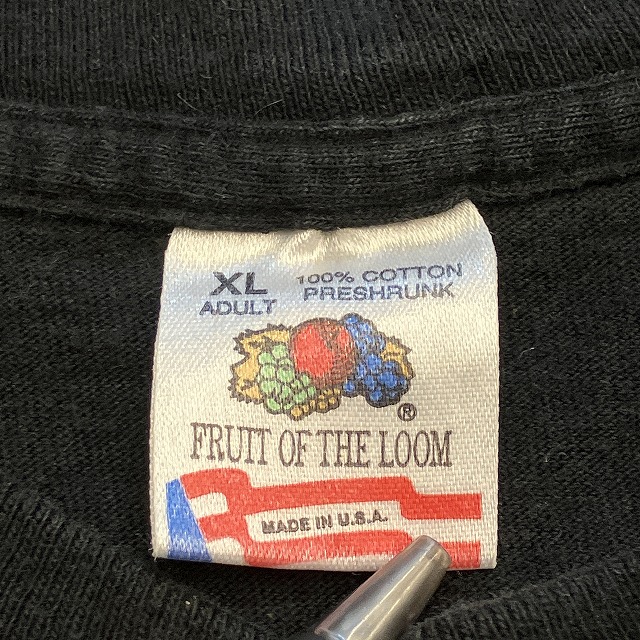 XL 100% COTTON
ADULT PRESHRUNK
®
FRUIT OF THE LOOM
MADE IN U.S.A.